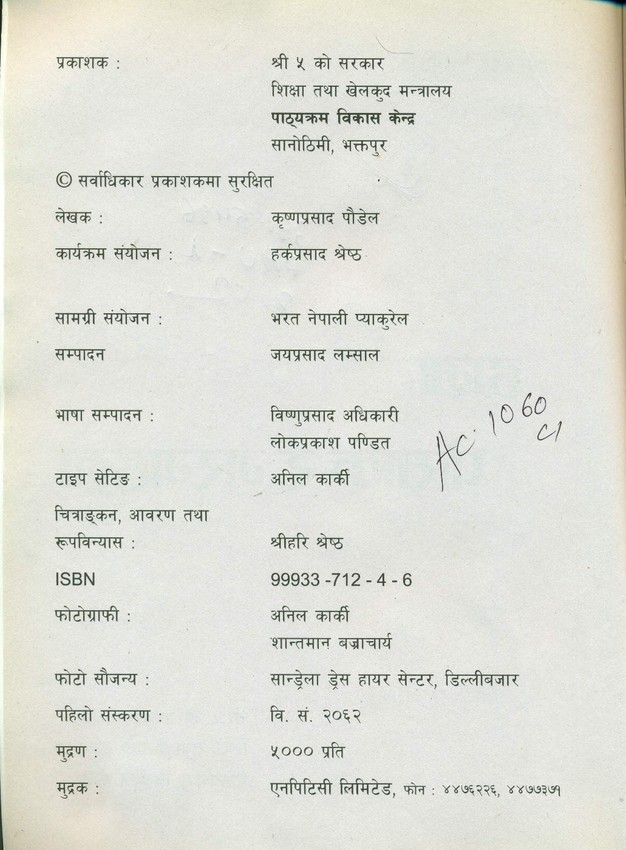 प्रकाशक : श्री ५ को सरकार
शिक्षा तथा खेलकुद मन्त्रालय
पाठ्यक्रम विकास केन्द्र
सानोठिमी, भक्तपुर
© सर्वाधिकार प्रकाशकमा सुरक्षित
लेखक : कृष्णप्रसाद पौडेल
कार्यक्रम संयोजन : हर्कप्रसाद श्रेष्ठ
सामग्री संयोजन : भरत नेपाली प्याकुरेल
सम्पादन जयप्रसाद लम्साल
भाषा सम्पादन : विष्णुप्रसाद अधिकारी
लोकप्रकाश पण्डित
Ac. 1060
C1
टाइप सेटिङ : अनिल कार्की
चित्राङ्कन, आवरण तथा
रूपविन्यास : श्रीहरि श्रेष्ठ
ISBN 99933 -712 - 4 - 6
फोटोग्राफी : अनिल कार्की
शान्तमान बज्राचार्य
फोटो सौजन्य : सान्ड्रेला ड्रेस हायर सेन्टर, डिल्लीबजार
पहिलो संस्करण : वि. सं. २०६२
मुद्रण : ५००० प्रति
मुद्रक : एनपिटिसी लिमिटेड, फोन : ४४७६२२६, ४४७७३७१